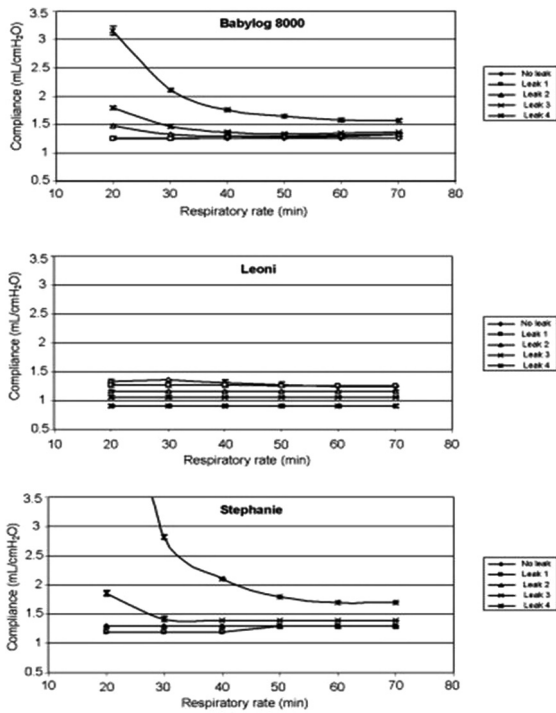 Babylog 8000
Compliance (mL/cmH₂O)
3.5
3
2.5
2
1.5
1
0.5
10 20 30 40 50 60 70 80
Respiratory rate (min)
No leak
Leak 1
Leak 2
Leak 3
Leak 4
Leoni
Compliance (mL/cmH₂O)
3.5
3
2.5
2
1.5
1
0.5
10 20 30 40 50 60 70 80
Respiratory rate (min)
No leak
Leak 1
Leak 2
Leak 3
Leak 4
Stephanie
Compliance (mL/cmH₂O)
3.5
3
2.5
2
1.5
1
0.5
10 20 30 40 50 60 70 80
Respiratory rate (min)
No leak
Leak 1
Leak 2
Leak 3
Leak 4